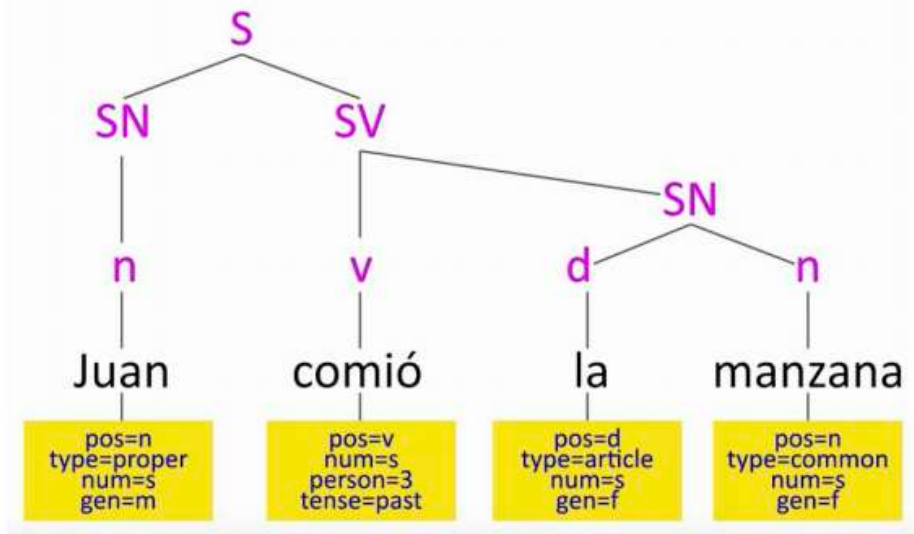 S
SN SV
SN
n v d n
Juan comió la manzana
pos=n pos=v pos=d pos=n
type=proper num=s type=article type=common
num=s person=3 num=s num=s
gen=m tense=past gen=f gen=f